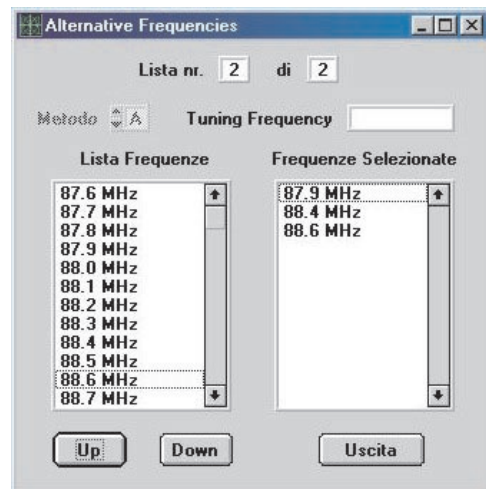 Alternative Frequencies
Lista nr. 2 di 2
Metodo A Tuning Frequency
Lista Frequenze
87.6 MHz
87.7 MHz
87.8 MHz
87.9 MHz
88.0 MHz
88.1 MHz
88.2 MHz
88.3 MHz
88.4 MHz
88.5 MHz
88.6 MHz
88.7 MHz
Frequenze Selezionate
87.9 MHz
88.4 MHz
88.6 MHz
Up Down Uscita